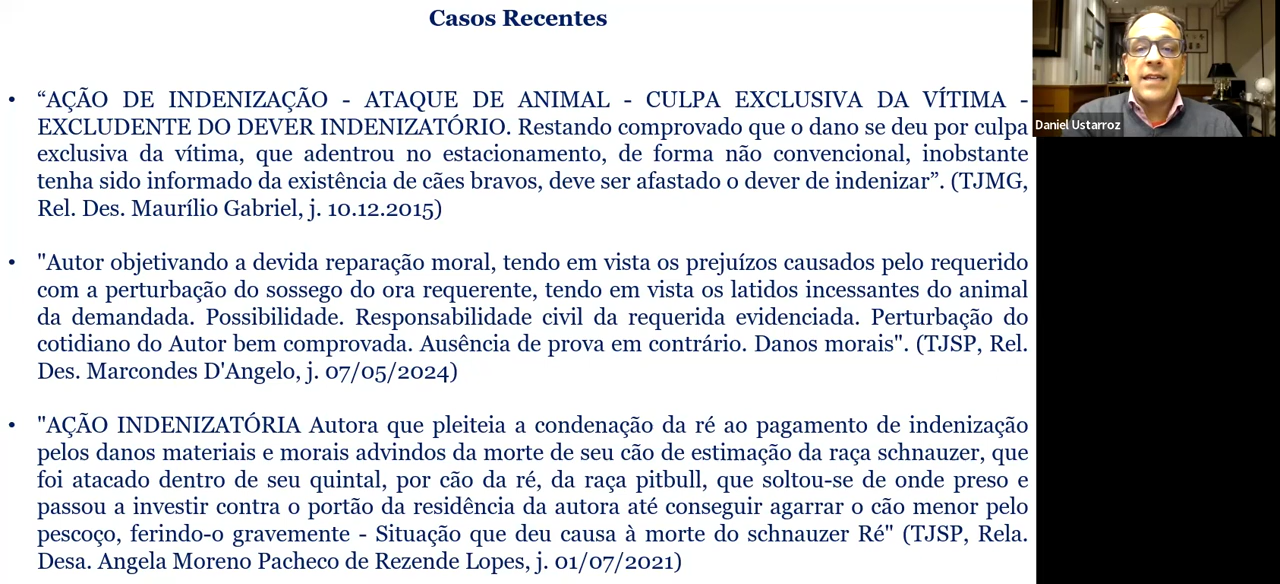 Casos Recentes
• “AÇÃO DE INDENIZAÇÃO - ATAQUE DE ANIMAL - CULPA EXCLUSIVA DA VÍTIMA -
EXCLUDENTE DO DEVER INDENIZATÓRIO. Restando comprovado que o dano se deu por culpa
exclusiva da vítima, que adentrou no estacionamento, de forma não convencional, inobstante
tenha sido informado da existência de cães bravos, deve ser afastado o dever de indenizar”. (TJMG,
Rel. Des. Maurílio Gabriel, j. 10.12.2015)
• "Autor objetivando a devida reparação moral, tendo em vista os prejuízos causados pelo requerido
com a perturbação do sossego do ora requerente, tendo em vista os latidos incessantes do animal
da demandada. Possibilidade. Responsabilidade civil da requerida evidenciada. Perturbação do
cotidiano do Autor bem comprovada. Ausência de prova em contrário. Danos morais". (TJSP, Rel.
Des. Marcondes D'Angelo, j. 07/05/2024)
• "AÇÃO INDENIZATÓRIA Autora que pleiteia a condenação da ré ao pagamento de indenização
pelos danos materiais e morais advindos da morte de seu cão de estimação da raça schnauzer, que
foi atacado dentro de seu quintal, por cão da ré, da raça pitbull, que soltou-se de onde preso e
passou a investir contra o portão da residência da autora até conseguir agarrar o cão menor pelo
pescoço, ferindo-o gravemente - Situação que deu causa à morte do schnauzer Ré" (TJSP, Rela.
Desa. Angela Moreno Pacheco de Rezende Lopes, j. 01/07/2021)
Daniel Ustarroz